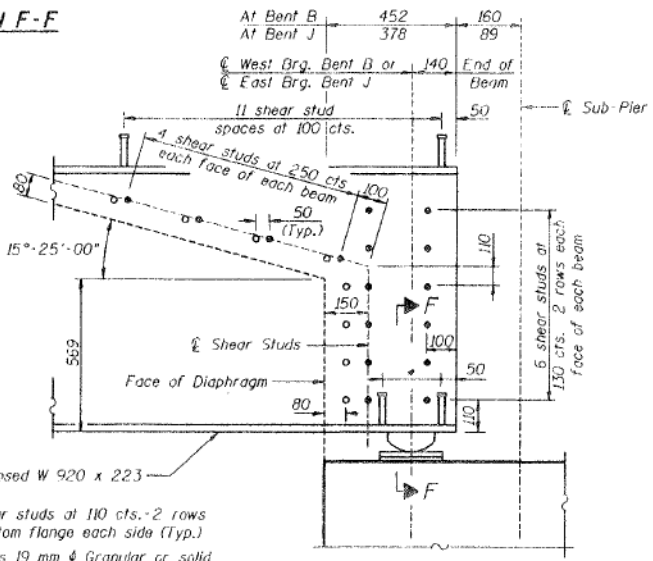 F-F
At Bent B 452 160
At Bent J 378 89
℄ West Brg. Bent B or 140 End of
℄ East Brg. Bent J Beam
℄ Sub-Pier
11 shear stud
spaces at 100 cts.
50
4 shear studs at 250 cts
each face of each beam
100
80
50
(Typ.)
15°-25'-00"
110
6 shear studs at
130 cts. 2 rows each
face of each beam
150
F
569
℄ Shear Studs
100
Face of Diaphragm
50
80
110
W 920 x 223
F
studs at 110 cts.-2 rows
flange each side (Typ.)
19 mm ϕ Granular or solid